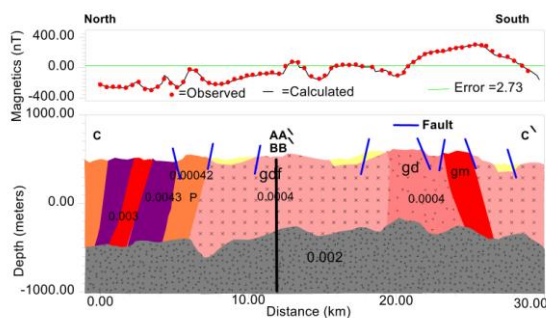 North South
400.00
0.00
-400.00
Magnetics (nT)
=Observed =Calculated Error =2.73
1000.00
0.00
-1000.00
Depth (meters)
C AA\ BB Fault C\
0.00042 gdf gd gm
0.003 0.0043 P 0.0004 0.0004
0.002
0.00 10.00 20.00 30.00
Distance (km)